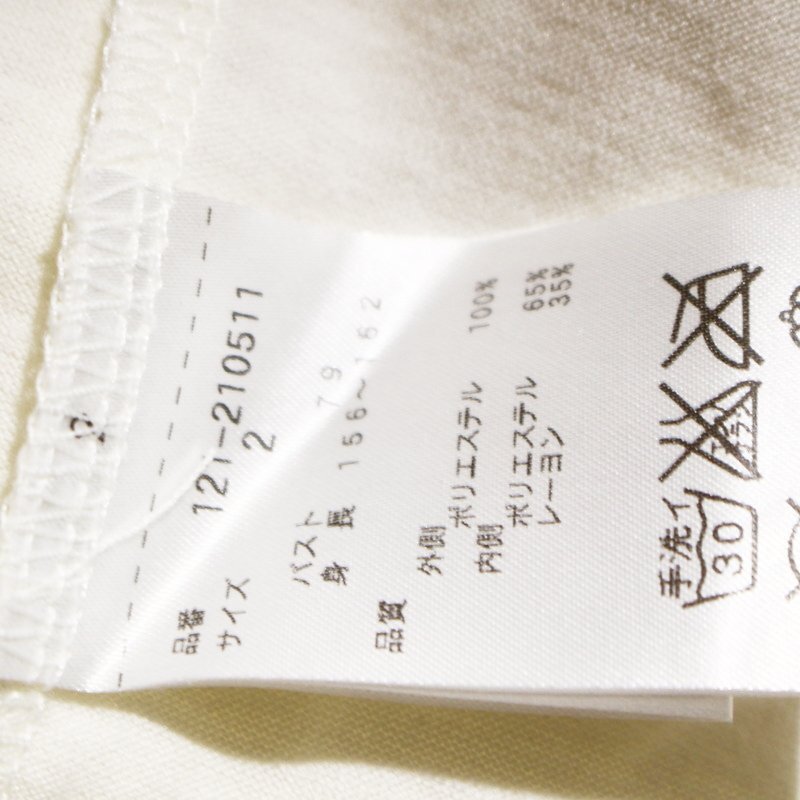 品番 121-210511
サイズ 2
バスト 79
身長 156～162
品質
外側
ポリエステル 100%
内側
ポリエステル 65%
レーヨン 35%
手洗イ
30